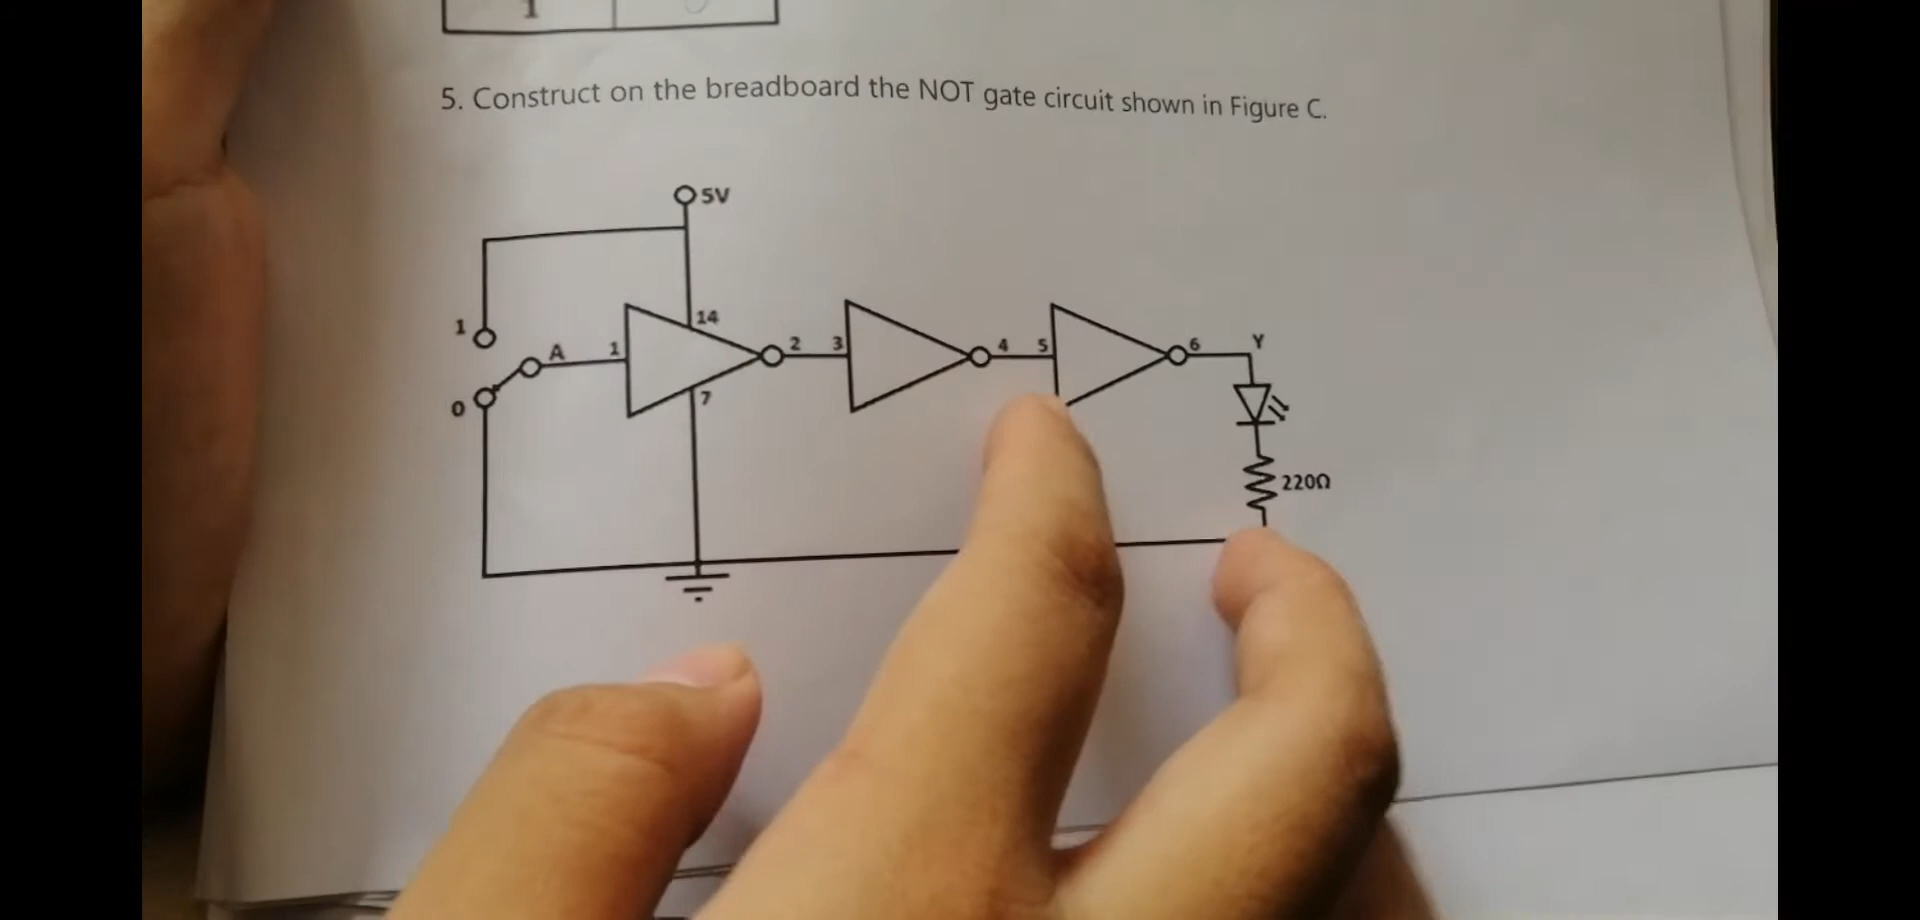 1
5. Construct on the breadboard the NOT gate circuit shown in Figure C.
5V
1
14
A
1
2
3
4
5
6
Y
0
7
220Ω